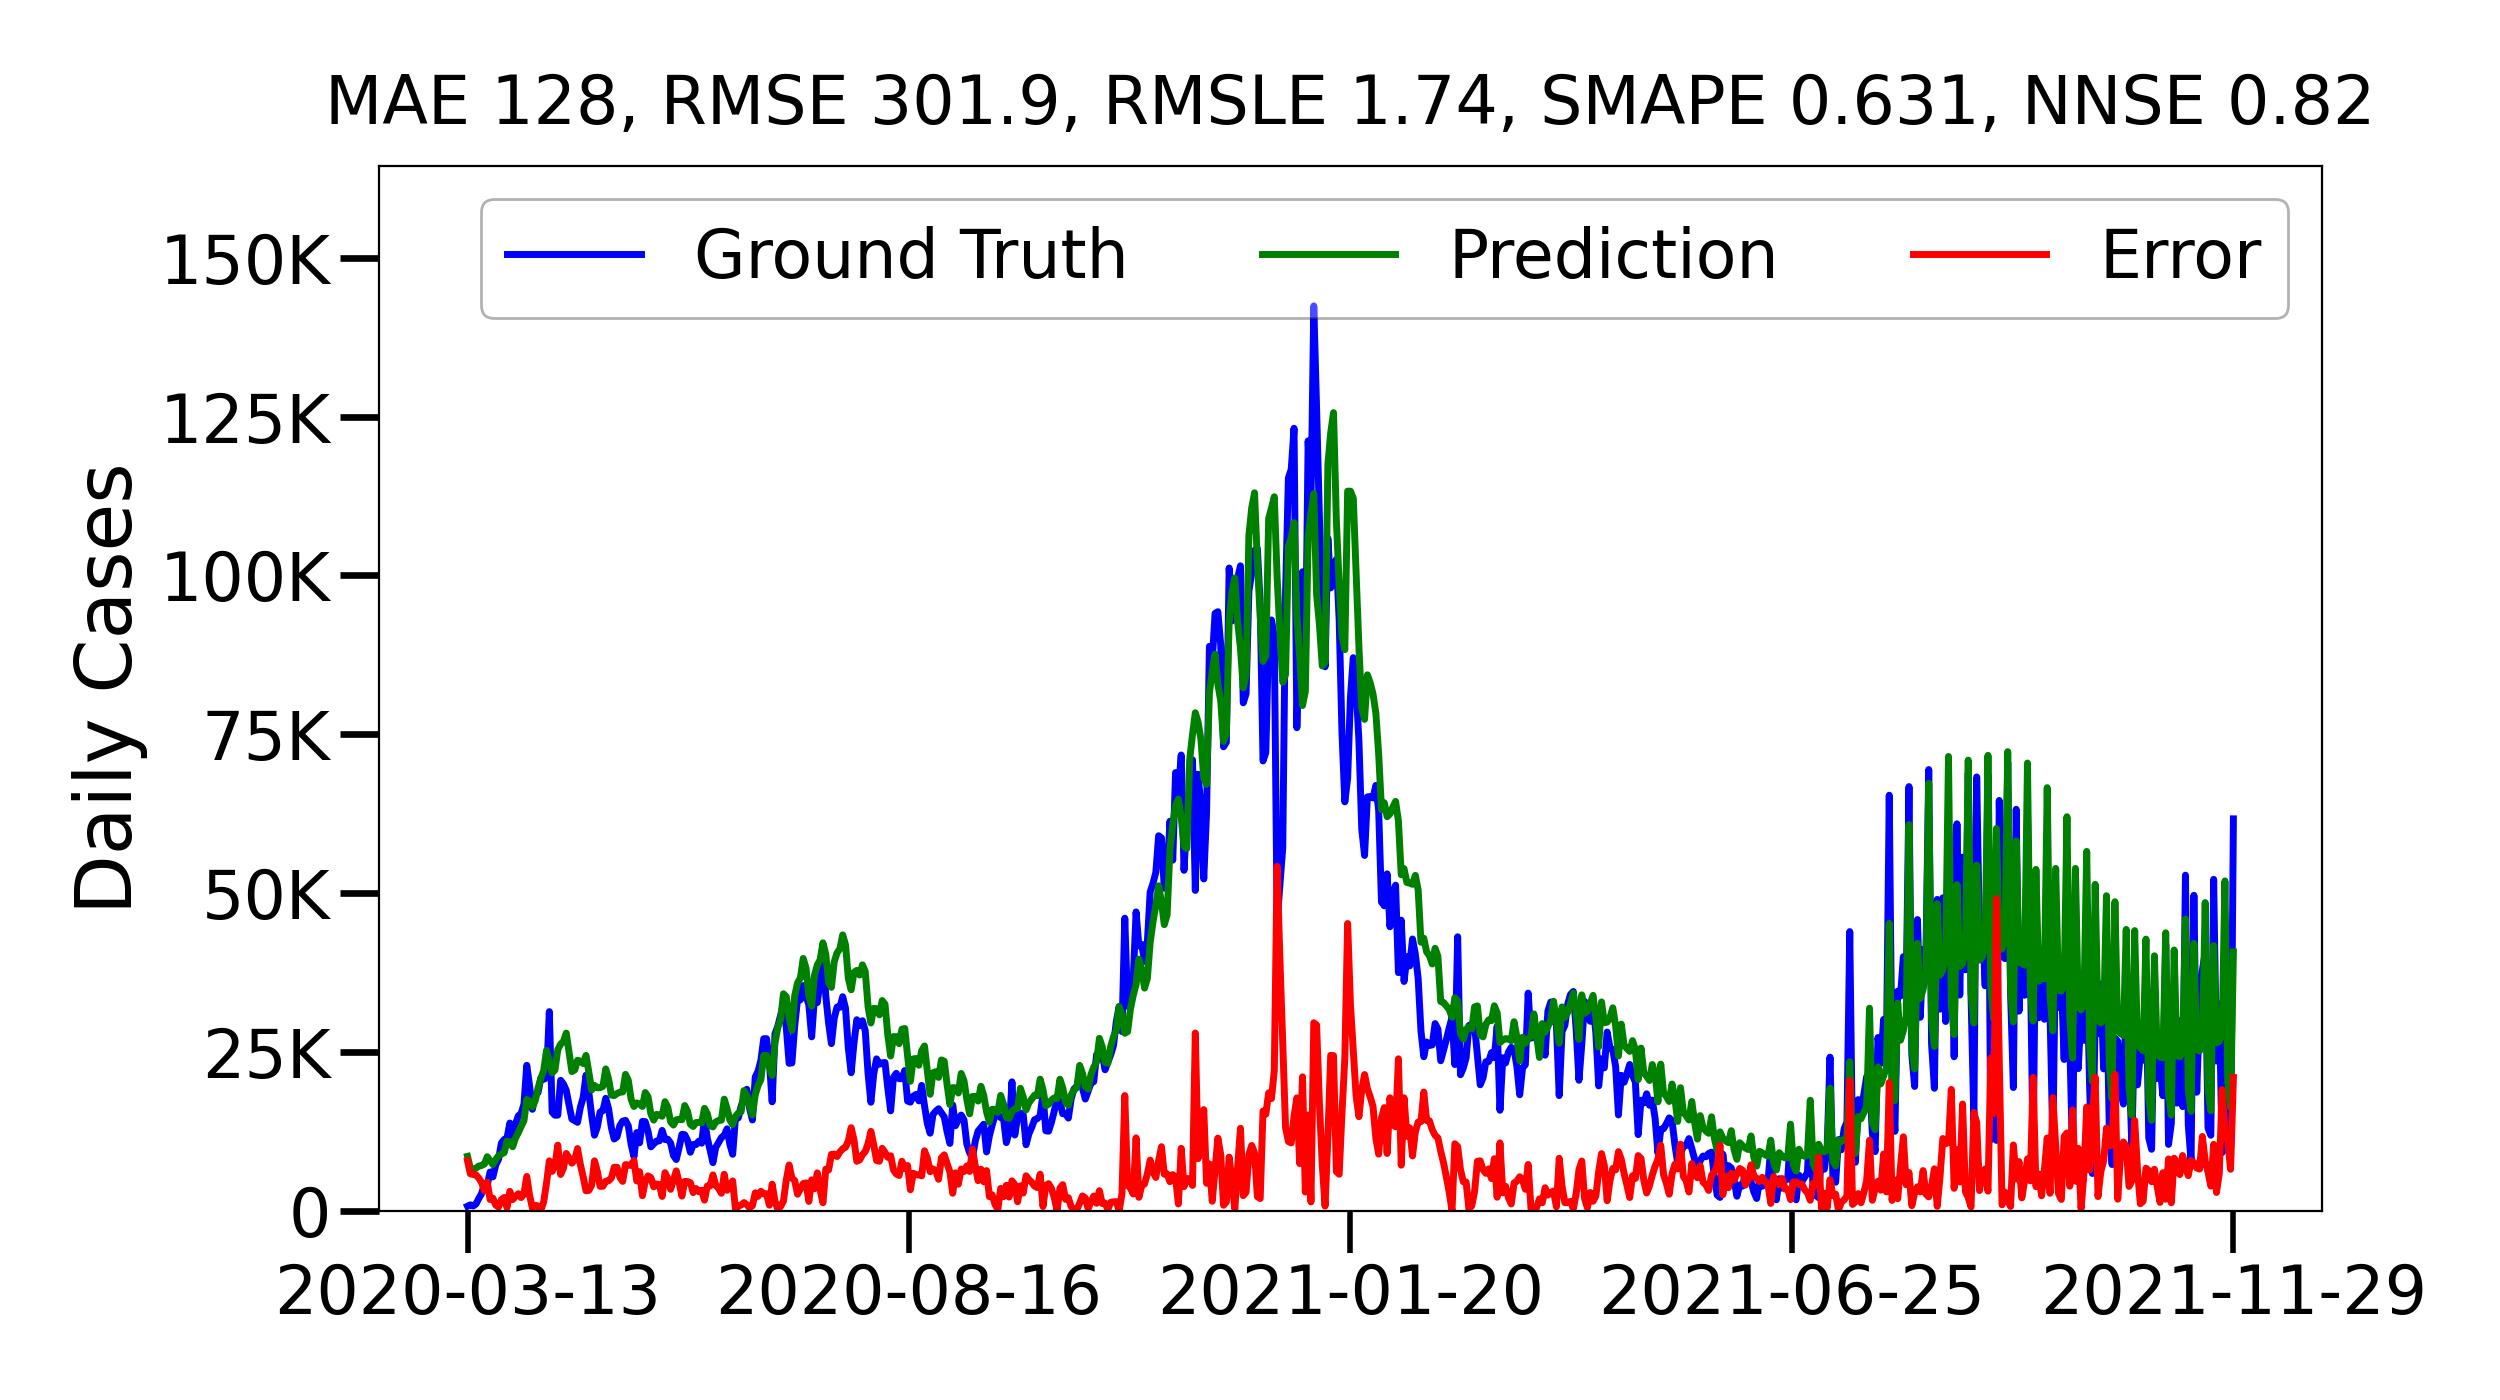 MAE 128, RMSE 301.9, RMSLE 1.74, SMAPE 0.631, NNSE 0.82
Ground Truth Prediction Error
Daily Cases
150K
125K
100K
75K
50K
25K
0
2020-03-13 2020-08-16 2021-01-20 2021-06-25 2021-11-29